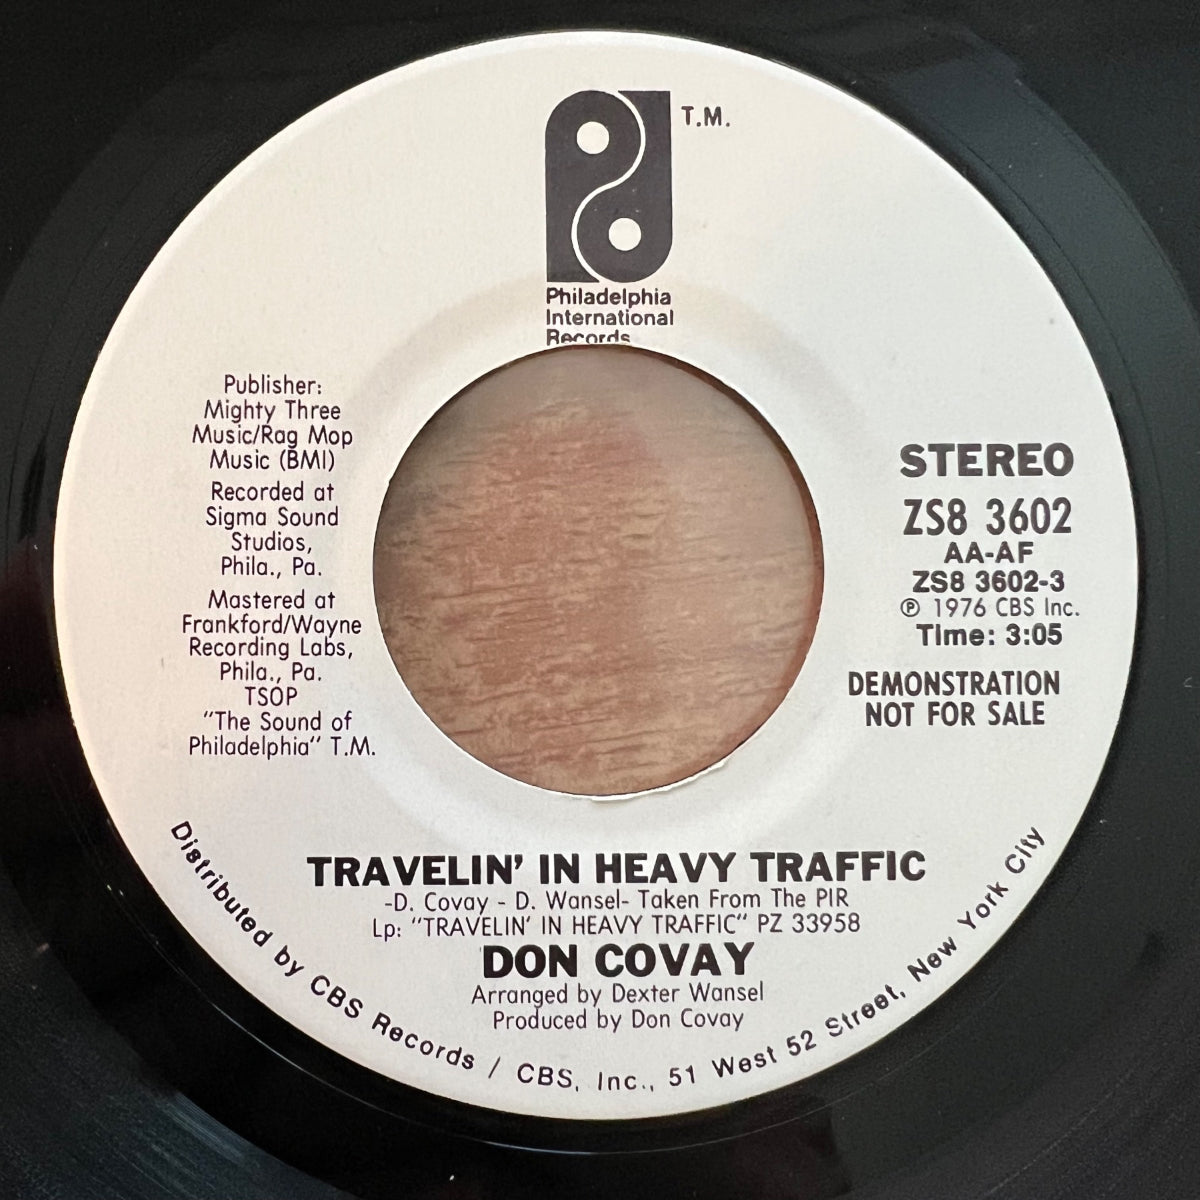 T.M.
Philadelphia
International
Records
Publisher:
Mighty Three
Music/Rag Mop
Music (BMI)
Recorded at
Sigma Sound
Studios,
Phila., Pa.
Mastered at
Frankford/Wayne
Recording Labs,
Phila., Pa.
TSOP
"The Sound of
Philadelphia" T.M.
STEREO
ZS8 3602
AA-AF
ZS8 3602-3
℗ 1976 CBS Inc.
Time: 3:05
DEMONSTRATION
NOT FOR SALE
TRAVELIN' IN HEAVY TRAFFIC
-D. Covay - D. Wansel- Taken From The PIR
Lp: "TRAVELIN' IN HEAVY TRAFFIC" PZ 33958
DON COVAY
Arranged by Dexter Wansel
Produced by Don Covay
Distributed by CBS Records / CBS, Inc., 51 West 52 Street, New York City